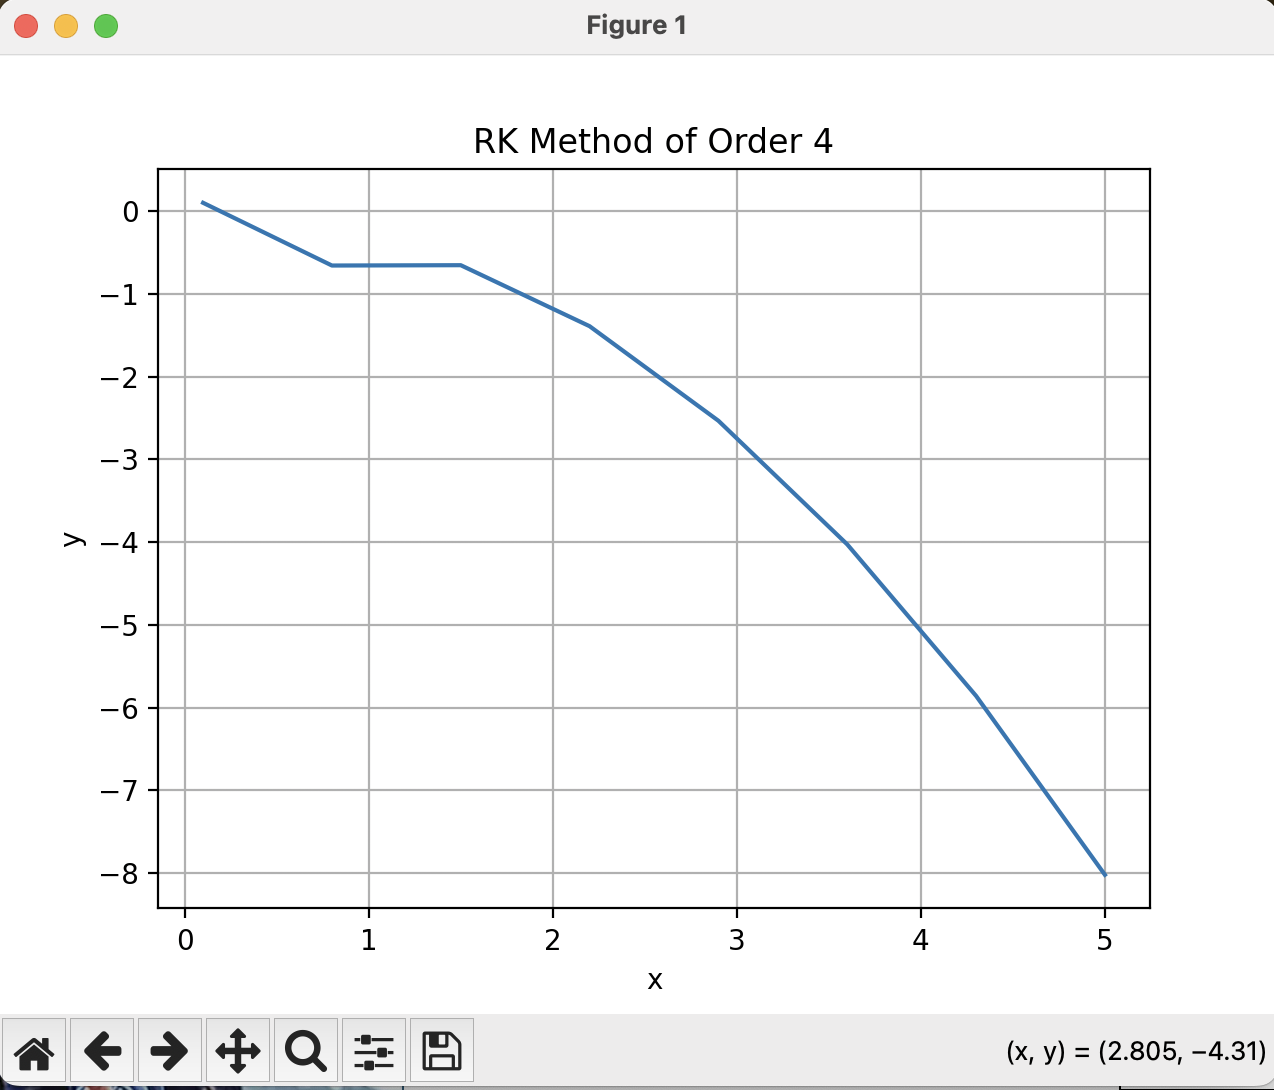 Figure 1
RK Method of Order 4
0
−1
−2
−3
−4
−5
−6
−7
−8
y
0 1 2 3 4 5
x
(x, y) = (2.805, −4.31)